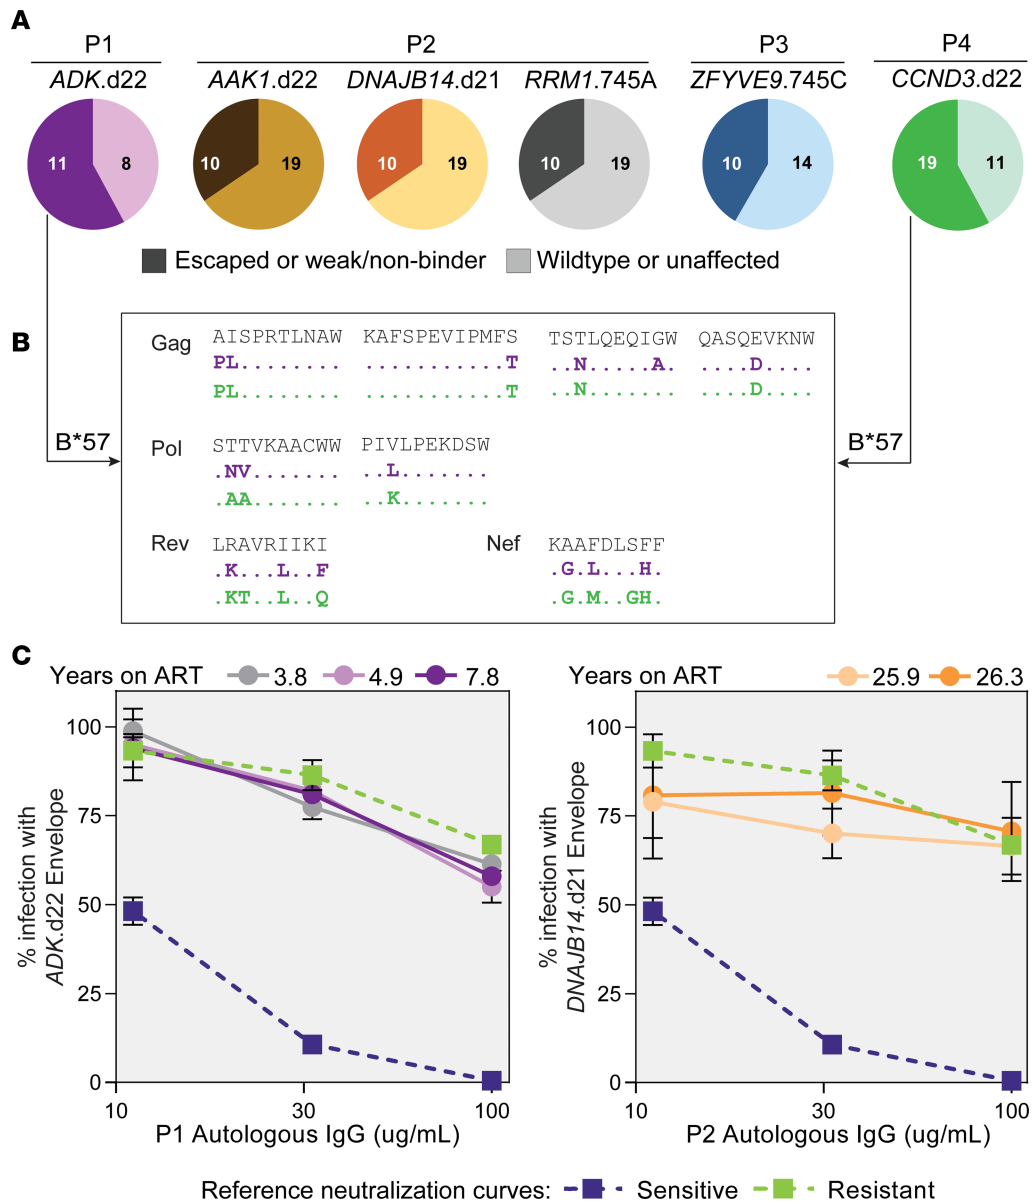 A
P1 P2 P3 P4
ADK.d22 AAK1.d22 DNAJB14.d21 RRM1.745A ZFYVE9.745C CCND3.d22
11 8 10 19 10 19 10 19 10 14 19 11
Escaped or weak/non-binder Wildtype or unaffected
B
Gag AISPRTLNAW KAFSPEVIPMFS TSTLQEQIGW QASQEVKNW
PL........ ...........T ..N.....A. ....D....
PL........ ...........T ..N....... ....D....
B*57 B*57
Pol STTVKAACWW PIVLPEKDSW
.NV....... ..L.......
.AA....... ..K.......
Rev LRAVRIIKI Nef KAAFDLSFF
.K...L..F .G.L...H.
.KT..L..Q .G.M..GH.
C
Years on ART 3.8 4.9 7.8
Years on ART 25.9 26.3
% infection with
ADK.d22 Envelope
100
75
50
25
0
10 30 100
P1 Autologous IgG (ug/mL)
% infection with
DNAJB14.d21 Envelope
100
75
50
25
0
10 30 100
P2 Autologous IgG (ug/mL)
Reference neutralization curves: Sensitive Resistant